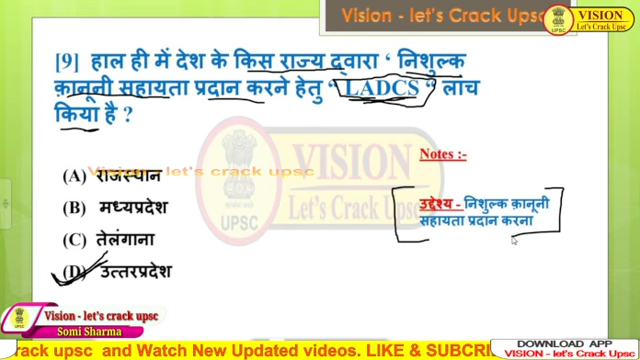 Vision - let's Crack Upsc
VISION
UPSC
[9] हाल ही में देश के किस राज्य द्वारा ‘ निशुल्क
क़ानूनी सहायता प्रदान करने हेतु “ LADCS “ लाच
किया है ?
Notes :-
(A) राजस्थान
Vision - let's crack upsc
(B) मध्यप्रदेश
(C) तेलंगाना
(D) उत्तरप्रदेश
VISION
UPSC
उद्देश्य - निशुल्क क़ानूनी
सहायता प्रदान करना
Vision - let's crack upsc
Somi Sharma
DOWNLOAD APP
VISION - let's Crack Upsc
rack upsc and Watch New Updated videos. LIKE & SUBCRI